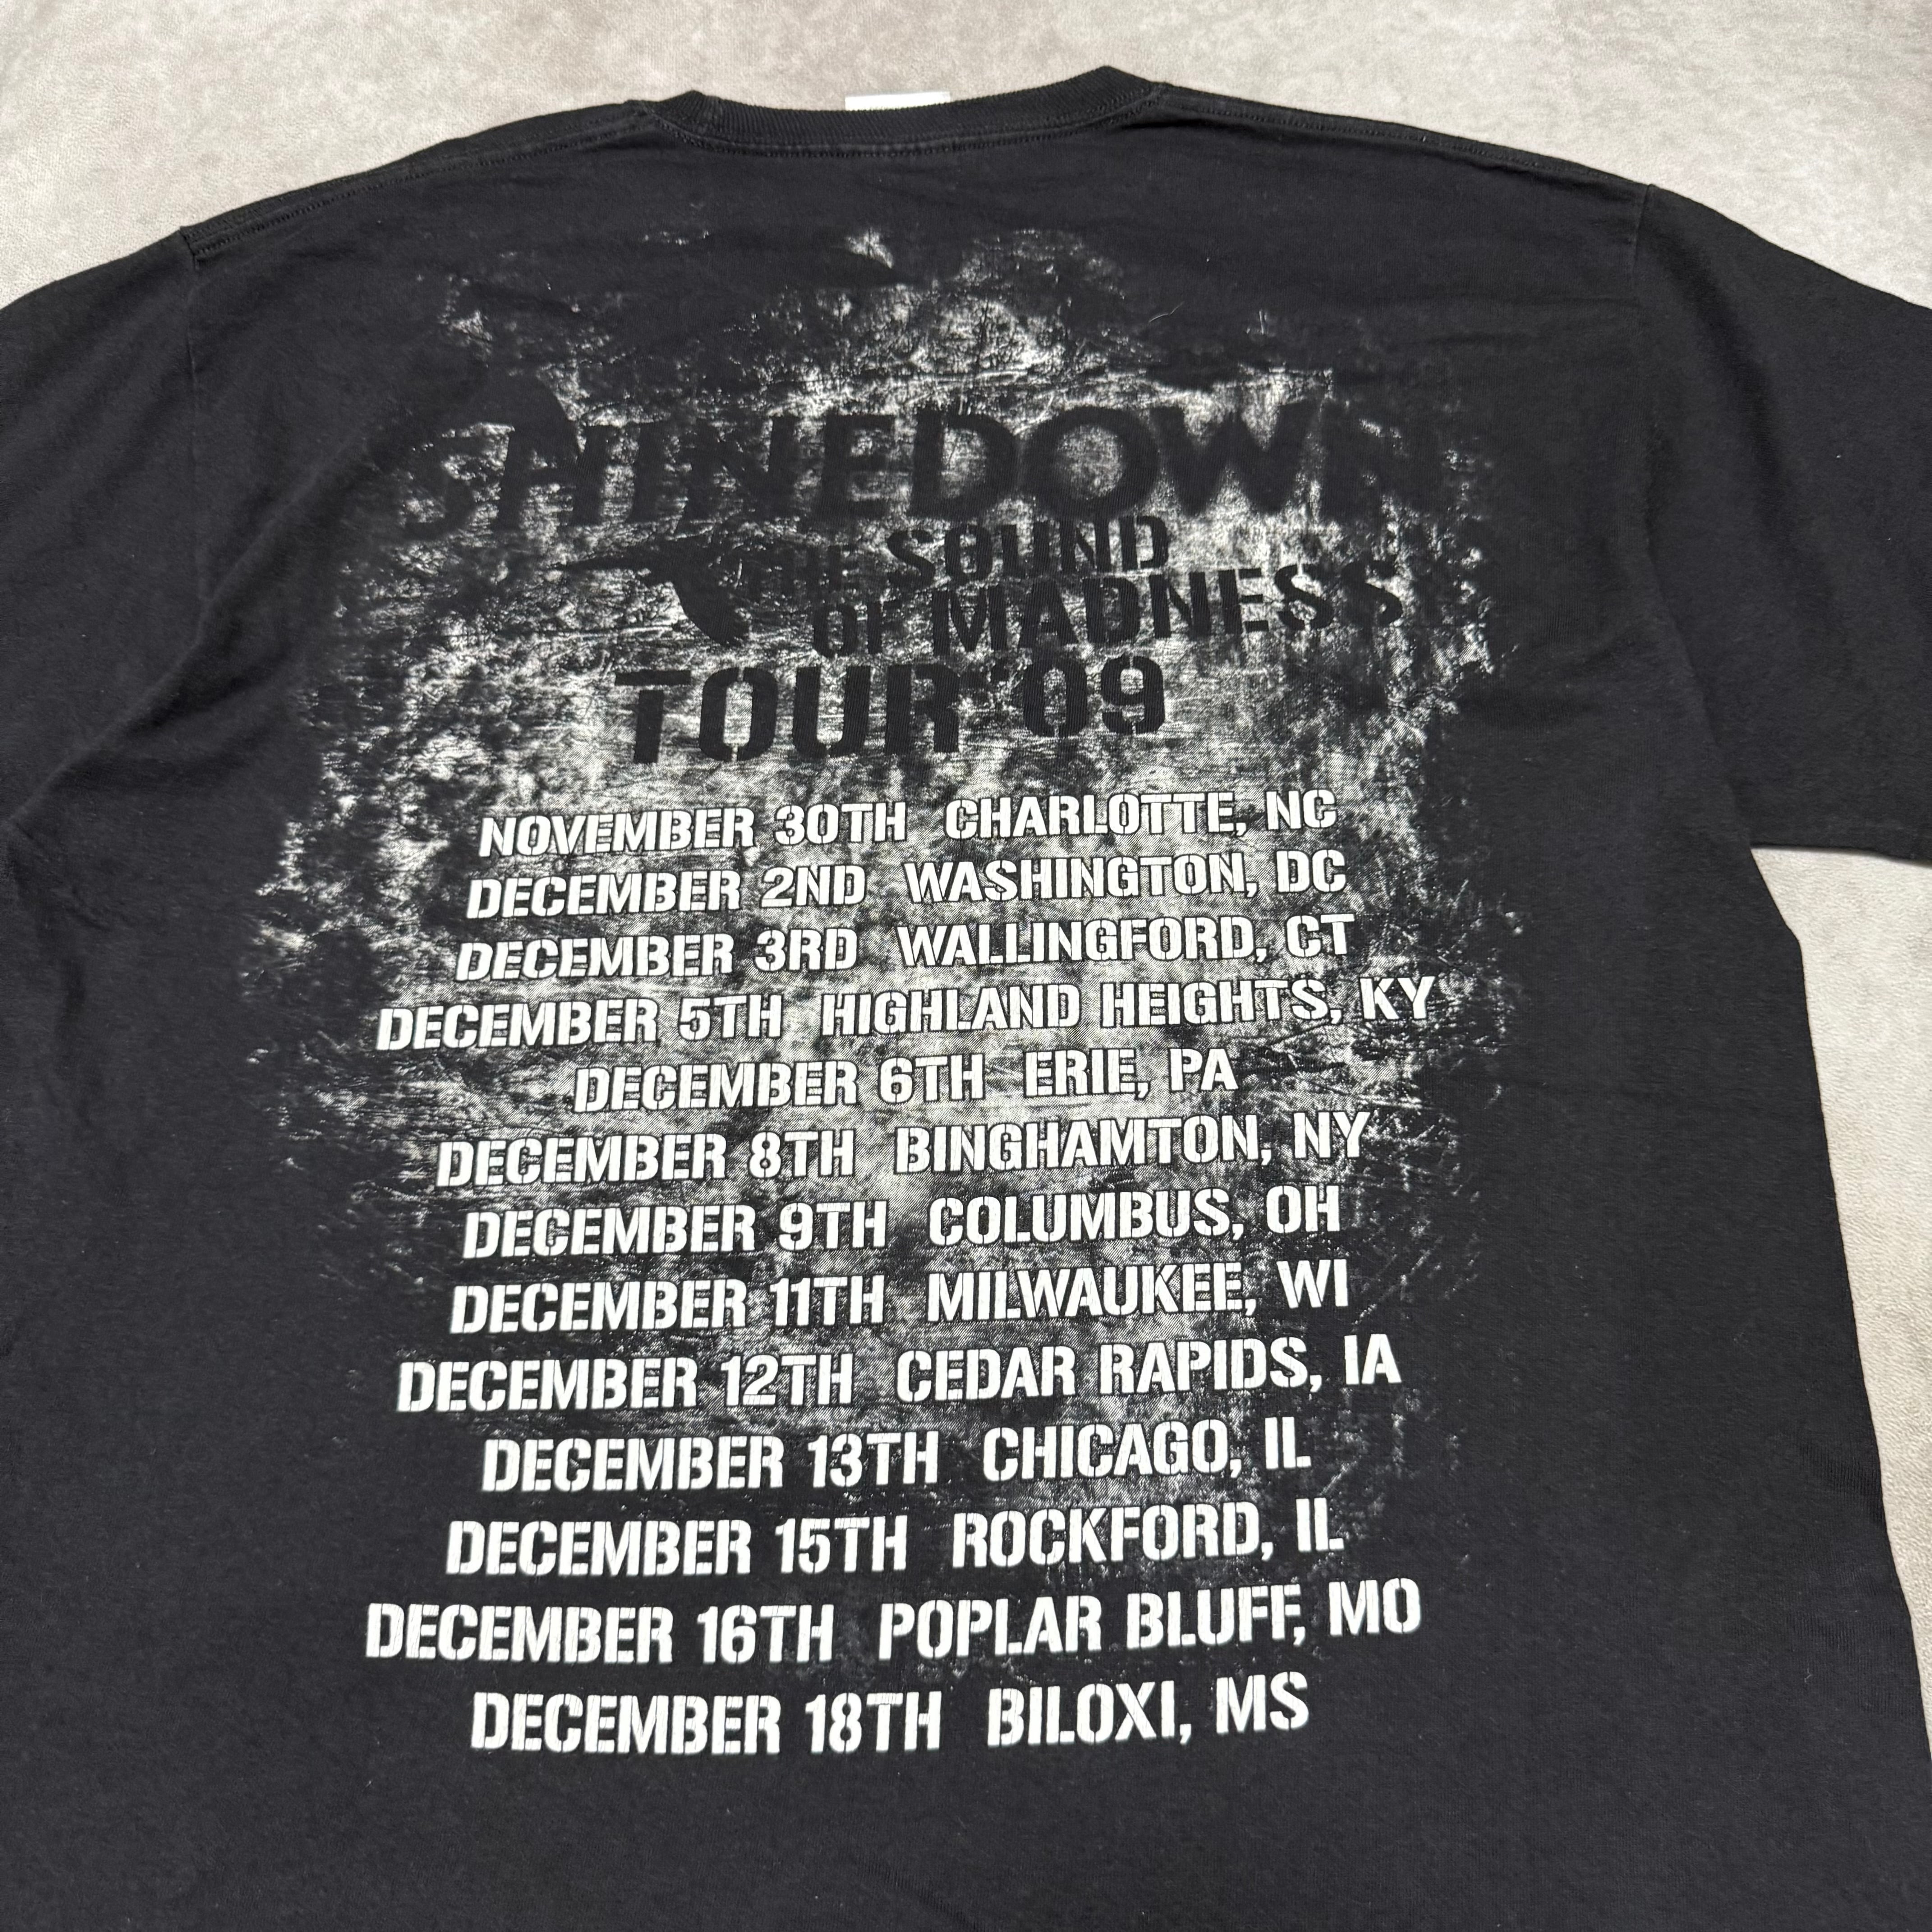 SHINEDOWN
THE SOUND
OF MADNESS
TOUR '09
NOVEMBER 30TH CHARLOTTE, NC
DECEMBER 2ND WASHINGTON, DC
DECEMBER 3RD WALLINGFORD, CT
DECEMBER 5TH HIGHLAND HEIGHTS, KY
DECEMBER 6TH ERIE, PA
DECEMBER 8TH BINGHAMTON, NY
DECEMBER 9TH COLUMBUS, OH
DECEMBER 11TH MILWAUKEE, WI
DECEMBER 12TH CEDAR RAPIDS, IA
DECEMBER 13TH CHICAGO, IL
DECEMBER 15TH ROCKFORD, IL
DECEMBER 16TH POPLAR BLUFF, MO
DECEMBER 18TH BILOXI, MS